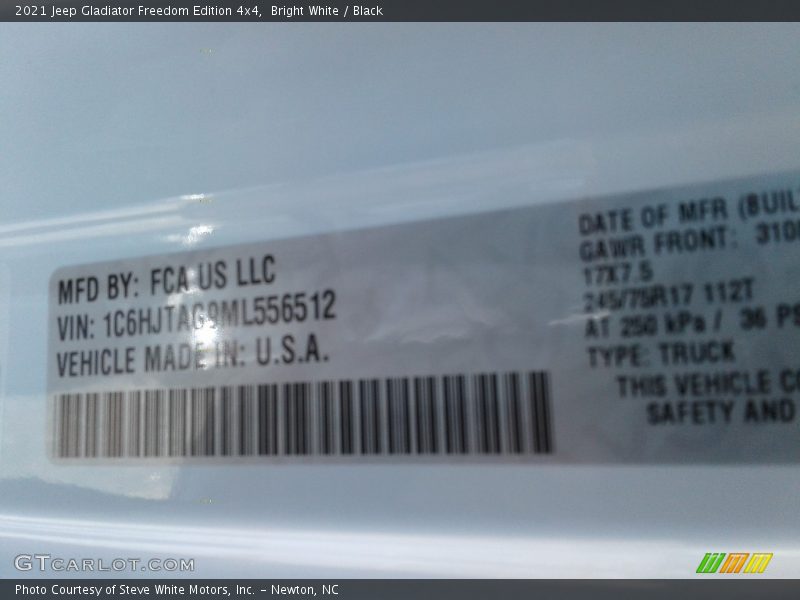 2021 Jeep Gladiator Freedom Edition 4x4, Bright White / Black
MFD BY: FCA US LLC
VIN: 1C6HJTAG9ML556512
VEHICLE MADE IN: U.S.A.
DATE OF MFR (BUIL
GAWR FRONT: 310
17X7.5
245/75R17 112T
AT 250 kPa / 36 PS
TYPE: TRUCK
THIS VEHICLE CO
SAFETY AND
GTCARLOT.COM
Photo Courtesy of Steve White Motors, Inc. – Newton, NC